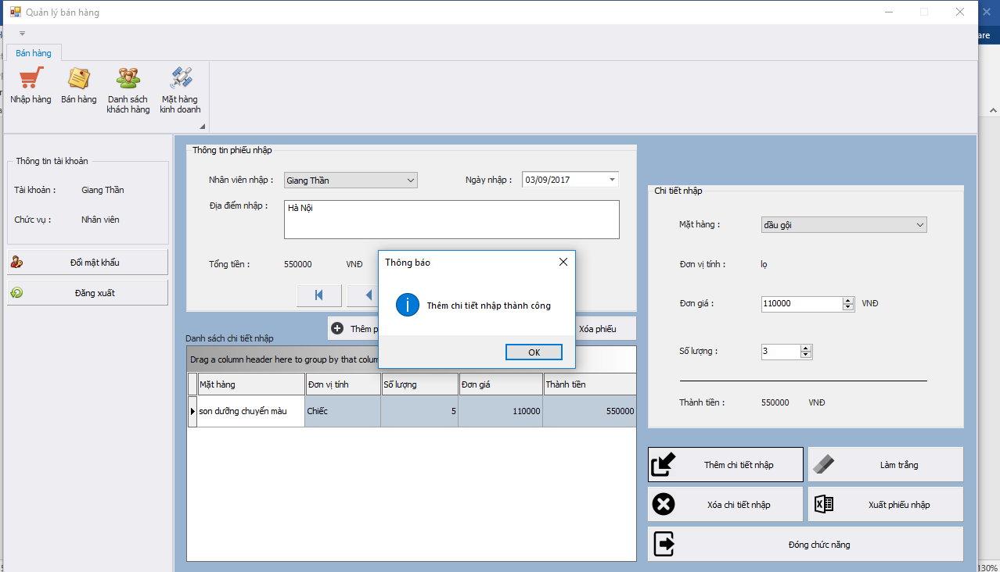 Quản lý bán hàng
are
Bán hàng
Nhập hàng
Bán hàng
Danh sách
khách hàng
Mặt hàng
kinh doanh
Thông tin tài khoản
Tài khoản :
Giang Thần
Chức vụ :
Nhân viên
Đổi mật khẩu
Đăng xuất
Thông tin phiếu nhập
Nhân viên nhập :
Giang Thần
Ngày nhập :
03/09/2017
Địa điểm nhập :
Hà Nội
Tổng tiền :
550000
VNĐ
Thêm p
Xóa phiếu
Thông báo
Thêm chi tiết nhập thành công
OK
Danh sách chi tiết nhập
Drag a column header here to group by that colum
Mặt hàng
Đơn vị tính
Số lượng
Đơn giá
Thành tiền
son dưỡng chuyển màu
Chiếc
5
110000
550000
Chi tiết nhập
Mặt hàng :
dầu gội
Đơn vị tính :
lọ
Đơn giá :
110000
VNĐ
Số lượng :
3
Thành tiền :
550000
VNĐ
Thêm chi tiết nhập
Làm trắng
Xóa chi tiết nhập
Xuất phiếu nhập
Đóng chức năng
130%